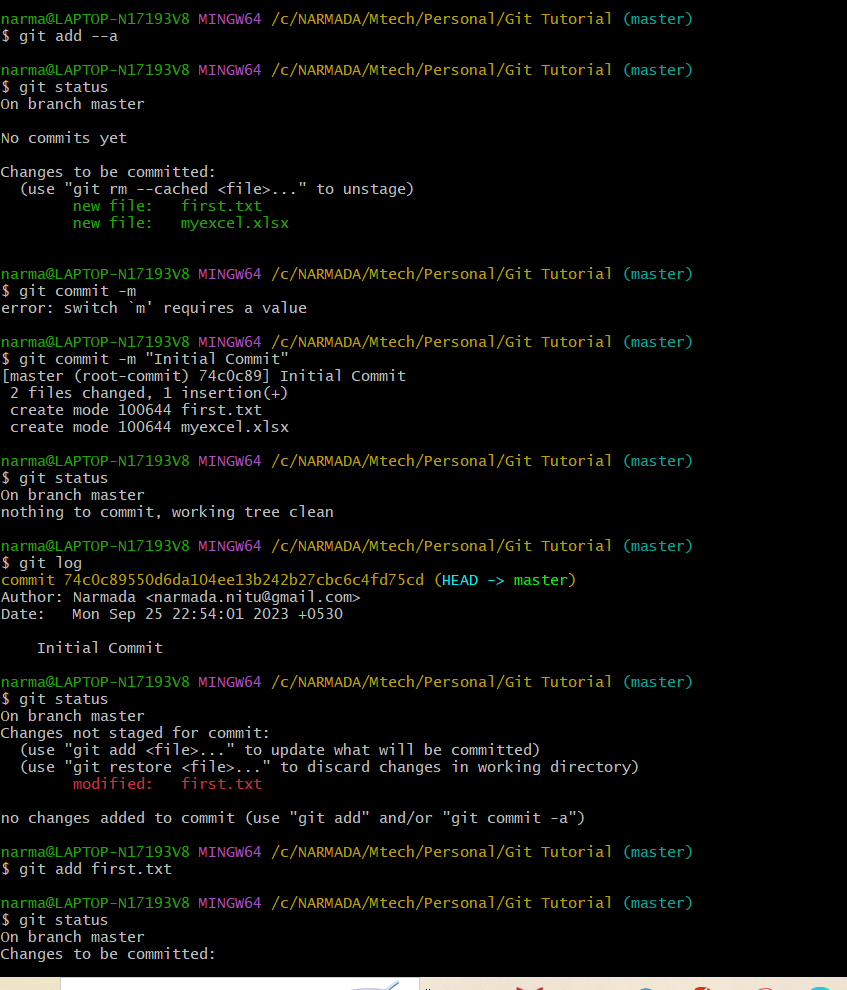 narma@LAPTOP-N17193V8 MINGW64 /c/NARMADA/Mtech/Personal/Git Tutorial (master)
$ git add --a
narma@LAPTOP-N17193V8 MINGW64 /c/NARMADA/Mtech/Personal/Git Tutorial (master)
$ git status
On branch master
No commits yet
Changes to be committed:
  (use "git rm --cached <file>..." to unstage)
        new file:   first.txt
        new file:   myexcel.xlsx
narma@LAPTOP-N17193V8 MINGW64 /c/NARMADA/Mtech/Personal/Git Tutorial (master)
$ git commit -m
error: switch `m' requires a value
narma@LAPTOP-N17193V8 MINGW64 /c/NARMADA/Mtech/Personal/Git Tutorial (master)
$ git commit -m "Initial Commit"
[master (root-commit) 74c0c89] Initial Commit
 2 files changed, 1 insertion(+)
 create mode 100644 first.txt
 create mode 100644 myexcel.xlsx
narma@LAPTOP-N17193V8 MINGW64 /c/NARMADA/Mtech/Personal/Git Tutorial (master)
$ git status
On branch master
nothing to commit, working tree clean
narma@LAPTOP-N17193V8 MINGW64 /c/NARMADA/Mtech/Personal/Git Tutorial (master)
$ git log
commit 74c0c89550d6da104ee13b242b27cbc6c4fd75cd (HEAD -> master)
Author: Narmada <narmada.nitu@gmail.com>
Date:   Mon Sep 25 22:54:01 2023 +0530
    Initial Commit
narma@LAPTOP-N17193V8 MINGW64 /c/NARMADA/Mtech/Personal/Git Tutorial (master)
$ git status
On branch master
Changes not staged for commit:
  (use "git add <file>..." to update what will be committed)
  (use "git restore <file>..." to discard changes in working directory)
        modified:   first.txt
no changes added to commit (use "git add" and/or "git commit -a")
narma@LAPTOP-N17193V8 MINGW64 /c/NARMADA/Mtech/Personal/Git Tutorial (master)
$ git add first.txt
narma@LAPTOP-N17193V8 MINGW64 /c/NARMADA/Mtech/Personal/Git Tutorial (master)
$ git status
On branch master
Changes to be committed: